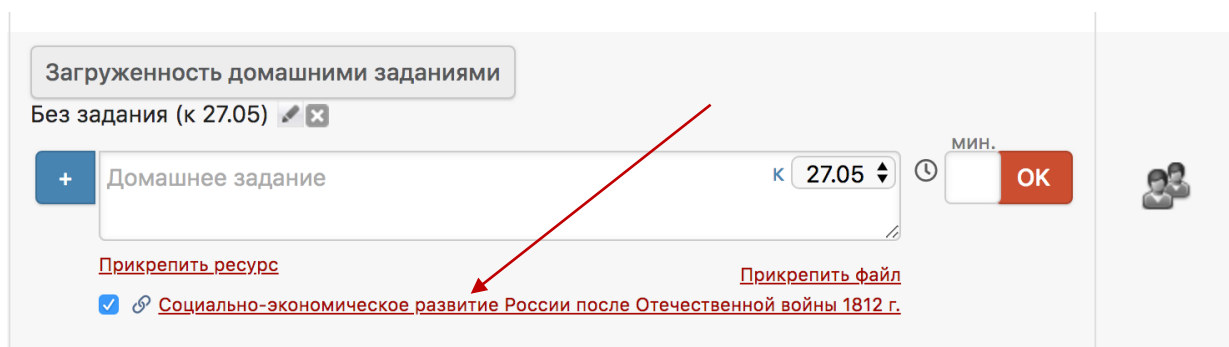 Загруженность домашними заданиями
Без задания (к 27.05)
мин.
+ Домашнее задание к 27.05 ОК
Прикрепить ресурс
Прикрепить файл
Социально-экономическое развитие России после Отечественной войны 1812 г.